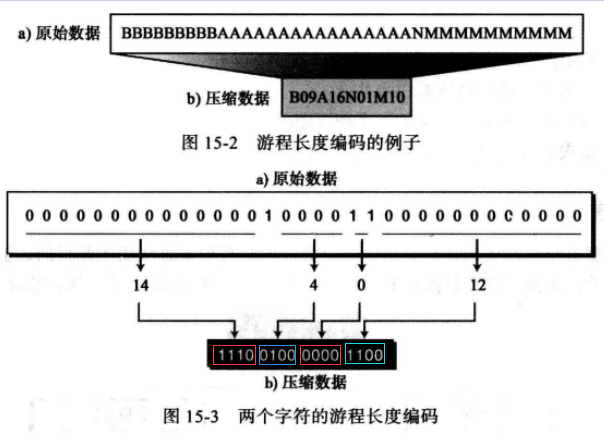 a) 原始数据 BBBBBBBBBAAAAAAAAAAAAAAAANMMMMMMMMMM
b) 压缩数据 B09A16N01M10
图 15-2 游程长度编码的例子
a) 原始数据
0 0 0 0 0 0 0 0 0 0 0 0 0 0 1 0 0 0 0 1 1 0 0 0 0 0 0 0 0 0 0 0 0
14 4 0 12
1110 0100 0000 1100
b) 压缩数据
图 15-3 两个字符的游程长度编码